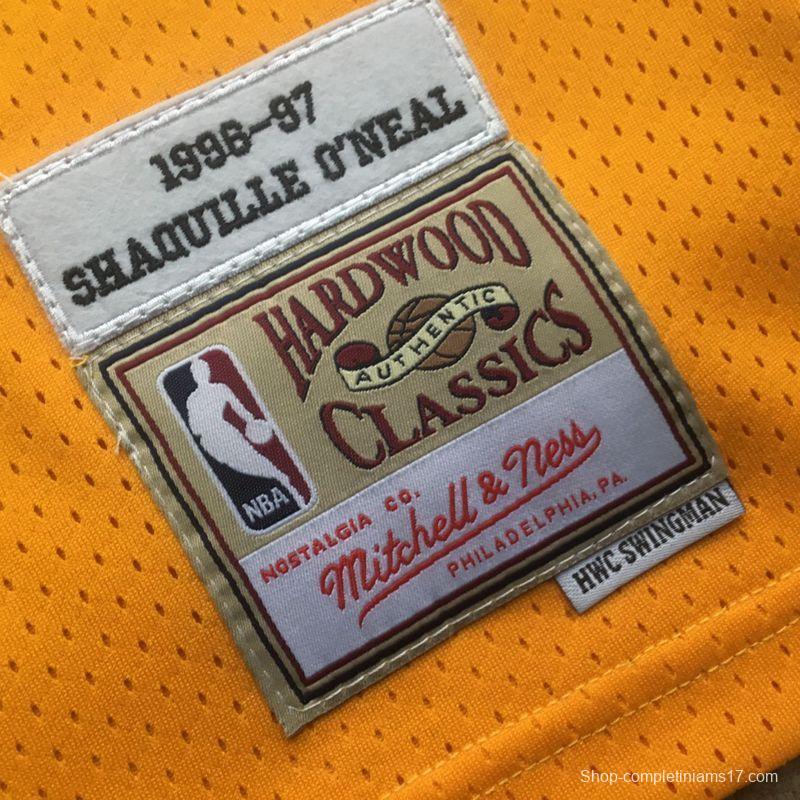 1996-97
SHAQUILLE O'NEAL
HARDWOOD
AUTHENTIC
CLASSICS
NBA
NOSTALGIA CO.
Mitchell & Ness
PHILADELPHIA, PA.
HWC SWINGMAN
Shop-completiniams17.com